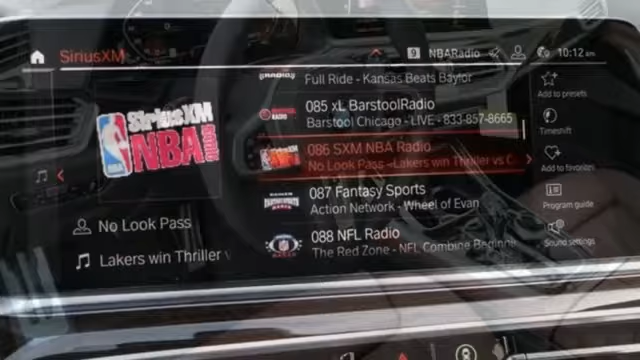 SiriusXM
9 NBARadio 10:12 am
Full Ride - Kansas Beats Baylor
Add to presets
085 xL BarstoolRadio
Barstool Chicago - LIVE - 833-857-8665
Timeshift
SiriusXM
NBA
RADIO
086 SXM NBA Radio
No Look Pass - Lakers win Thriller vs C
Add to favorites
087 Fantasy Sports
Action Network - Wheel of Evan
Program guide
No Look Pass
088 NFL Radio
The Red Zone - NFL Combine Beginnin
Sound settings
Lakers win Thriller v